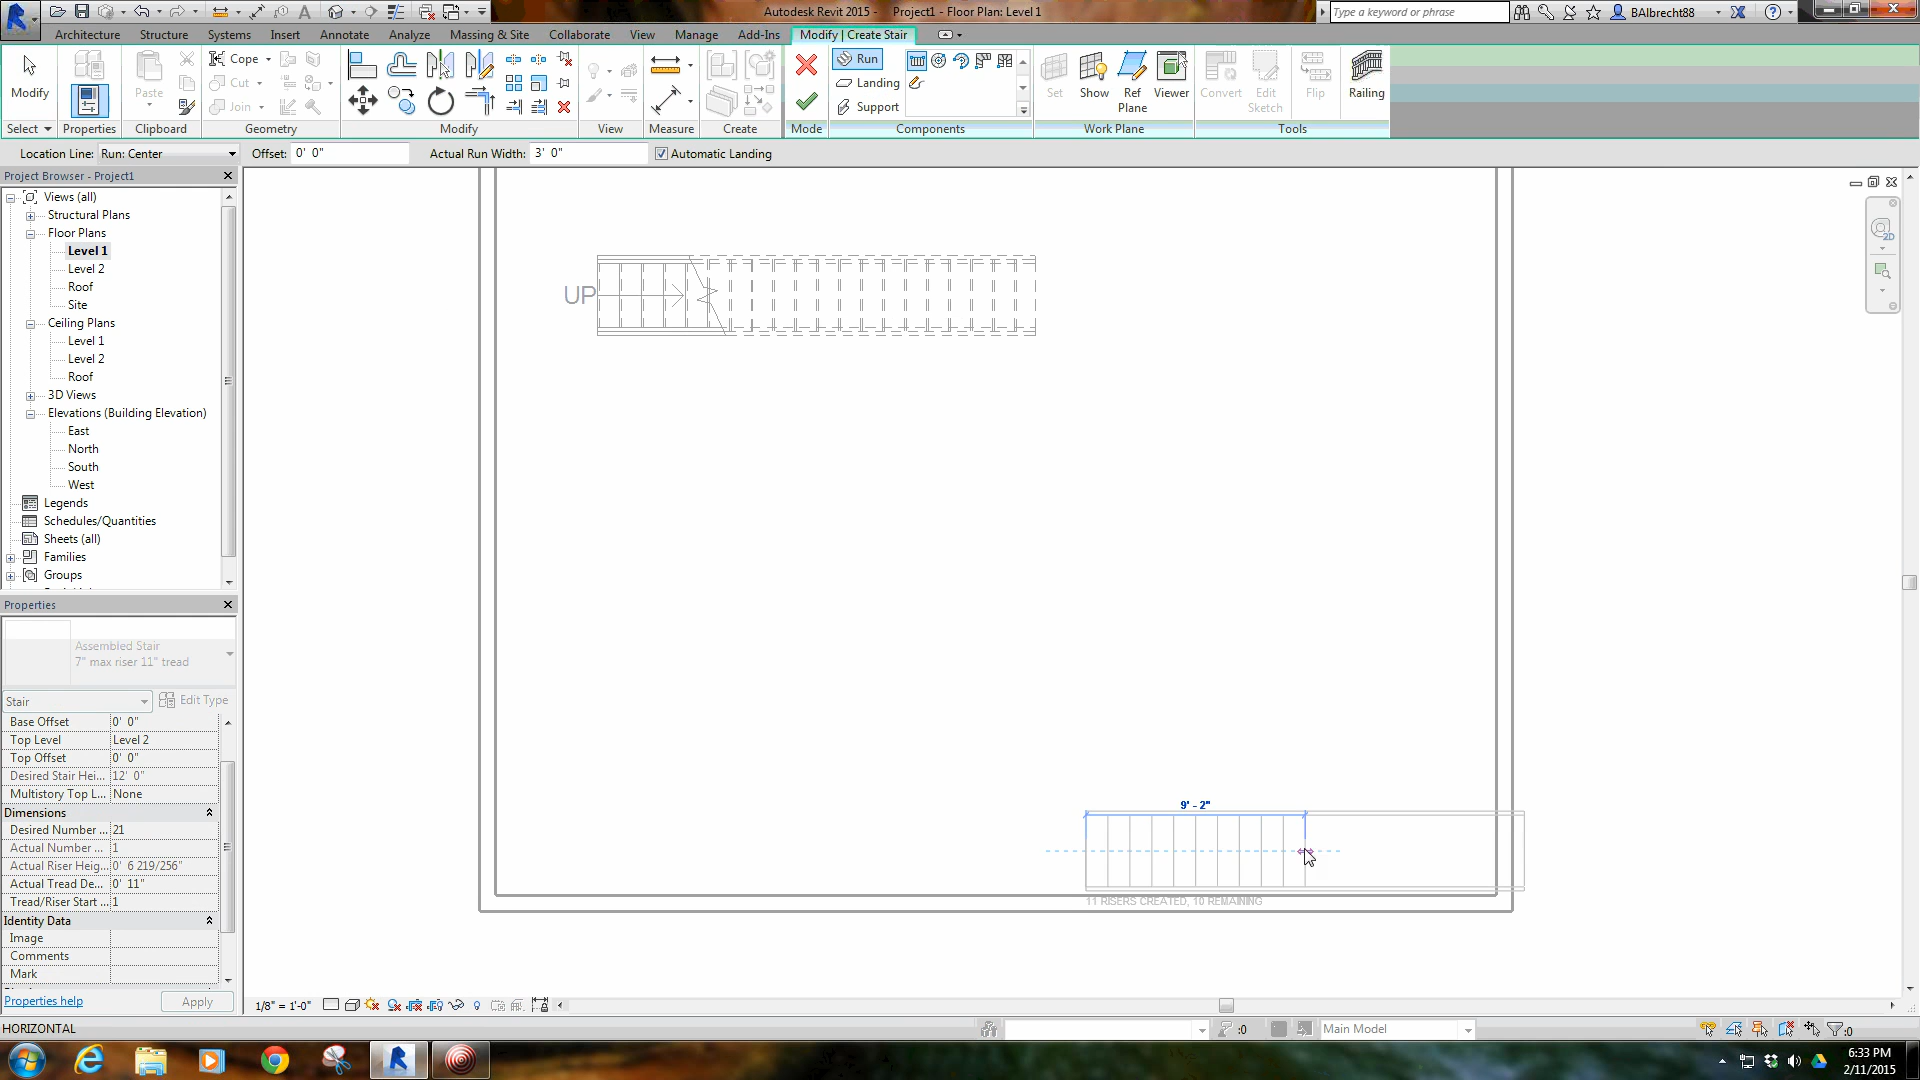 Autodesk Revit 2015 - Project1 - Floor Plan: Level 1
Type a keyword or phrase
BAlbrecht88
Architecture Structure Systems Insert Annotate Analyze Massing & Site Collaborate View Manage Add-Ins Modify | Create Stair
Modify
Paste
Cope
Cut
Join
Run
Landing
Support
Set
Show
Ref Plane
Viewer
Convert
Edit Sketch
Flip
Railing
Select Properties Clipboard Geometry Modify View Measure Create Mode Components Work Plane Tools
Location Line: Run: Center Offset: 0' 0" Actual Run Width: 3' 0" Automatic Landing
Project Browser - Project1
Views (all)
Structural Plans
Floor Plans
Level 1
Level 2
Roof
Site
Ceiling Plans
Level 1
Level 2
Roof
3D Views
Elevations (Building Elevation)
East
North
South
West
Legends
Schedules/Quantities
Sheets (all)
Families
Groups
Properties
Assembled Stair
7" max riser 11" tread
Stair Edit Type
Base Offset 0' 0"
Top Level Level 2
Top Offset 0' 0"
Desired Stair Hei... 12' 0"
Multistory Top L... None
Dimensions
Desired Number ... 21
Actual Number ... 1
Actual Riser Heig... 0' 6 219/256"
Actual Tread De... 0' 11"
Tread/Riser Start ... 1
Identity Data
Image
Comments
Mark
Properties help Apply
UP
2D
9' - 2"
11 RISERS CREATED, 10 REMAINING
1/8" = 1'-0"
HORIZONTAL
:0
Main Model
:0
6:33 PM
2/11/2015